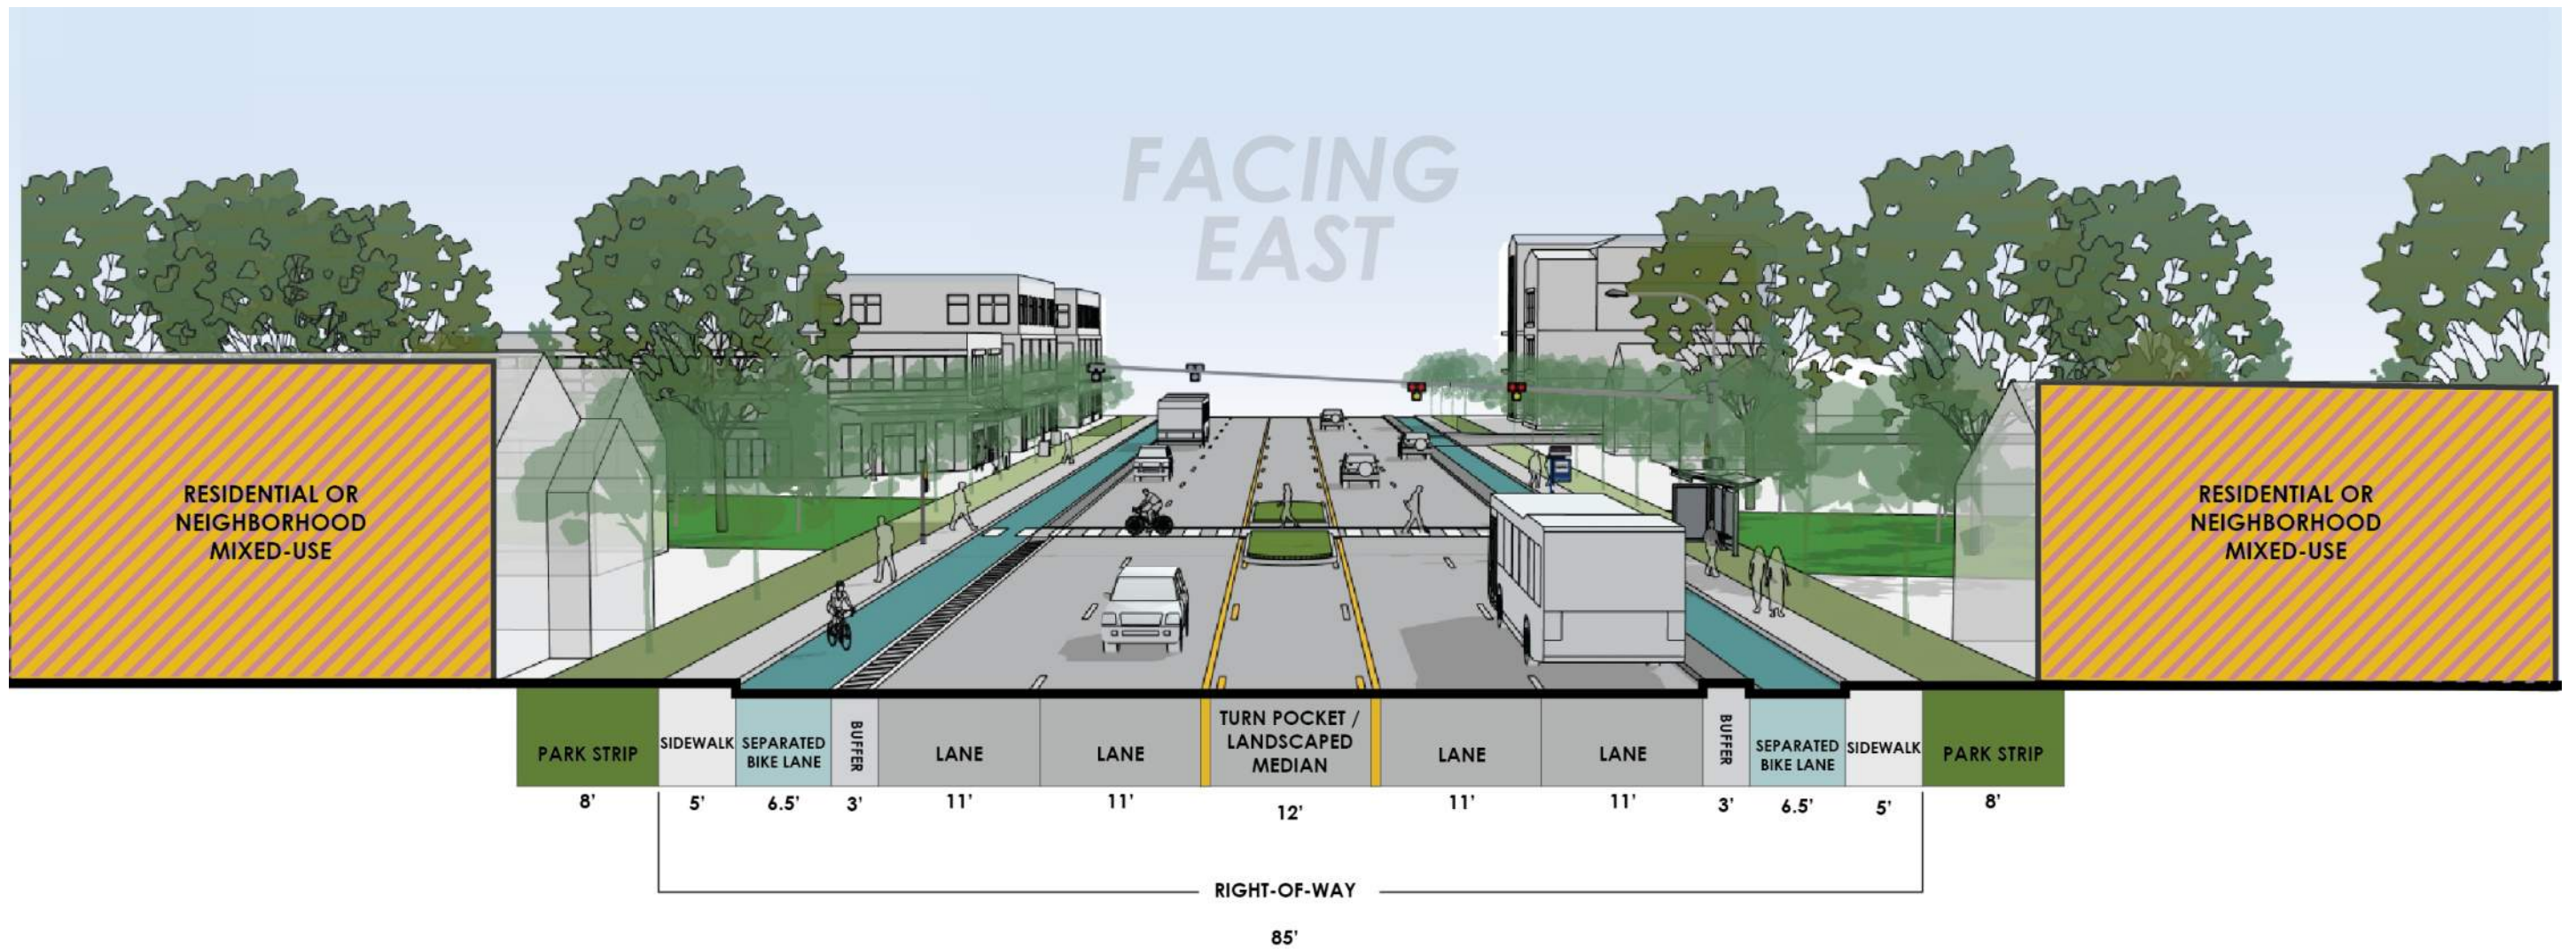 FACING
EAST
RESIDENTIAL OR
NEIGHBORHOOD
MIXED-USE
RESIDENTIAL OR
NEIGHBORHOOD
MIXED-USE
PARK STRIP
SIDEWALK
SEPARATED
BIKE LANE
BUFFER
LANE
LANE
TURN POCKET /
LANDSCAPED
MEDIAN
LANE
LANE
BUFFER
SEPARATED
BIKE LANE
SIDEWALK
PARK STRIP
8'
5'
6.5'
3'
11'
11'
12'
11'
11'
3'
6.5'
5'
8'
RIGHT-OF-WAY
85'